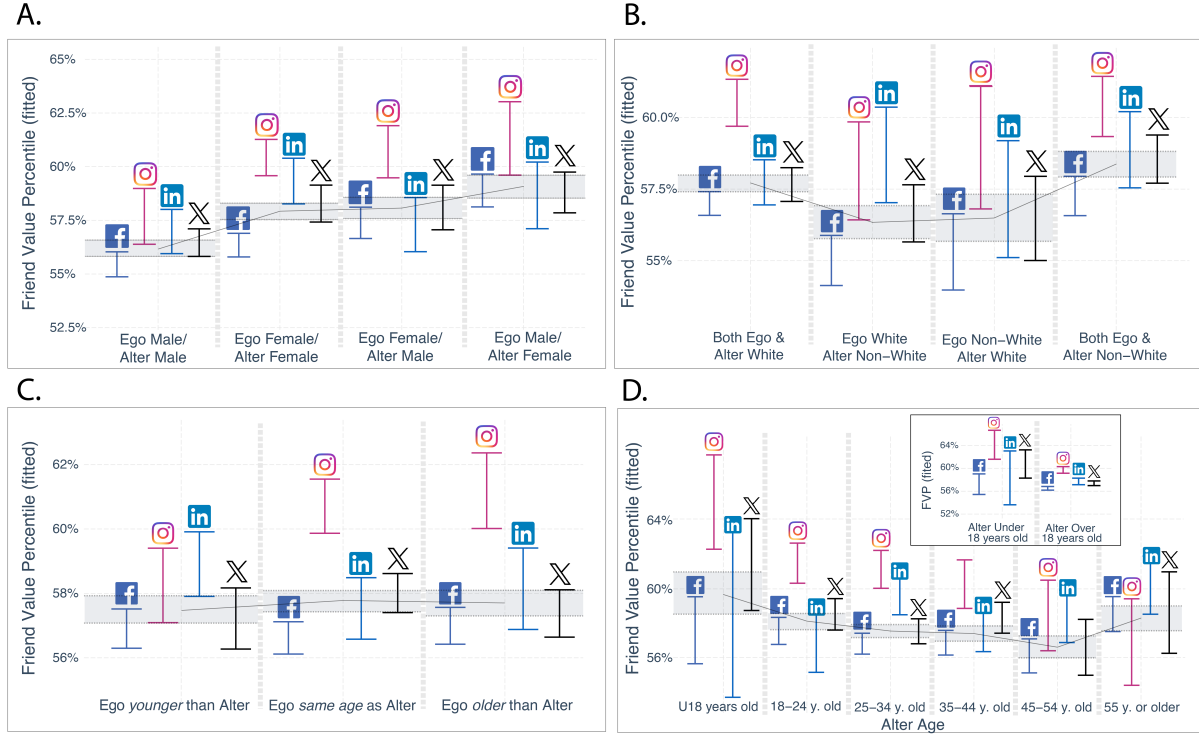 A.
Friend Value Percentile (fitted)
65%
62.5%
60%
57.5%
55%
52.5%
Ego Male/
Alter Male
Ego Female/
Alter Female
Ego Female/
Alter Male
Ego Male/
Alter Female
B.
Friend Value Percentile (fitted)
60.0%
57.5%
55%
Both Ego &
Alter White
Ego White
Alter Non−White
Ego Non−White
Alter White
Both Ego &
Alter Non−White
C.
Friend Value Percentile (fitted)
62%
60%
58%
56%
Ego younger than Alter
Ego same age as Alter
Ego older than Alter
D.
Friend Value Percentile (fitted)
64%
60%
56%
U18 years old
18−24 y. old
25−34 y. old
35−44 y. old
45−54 y. old
55 y. or older
Alter Age
FVP (fitted)
64%
60%
56%
52%
Alter Under
18 years old
Alter Over
18 years old